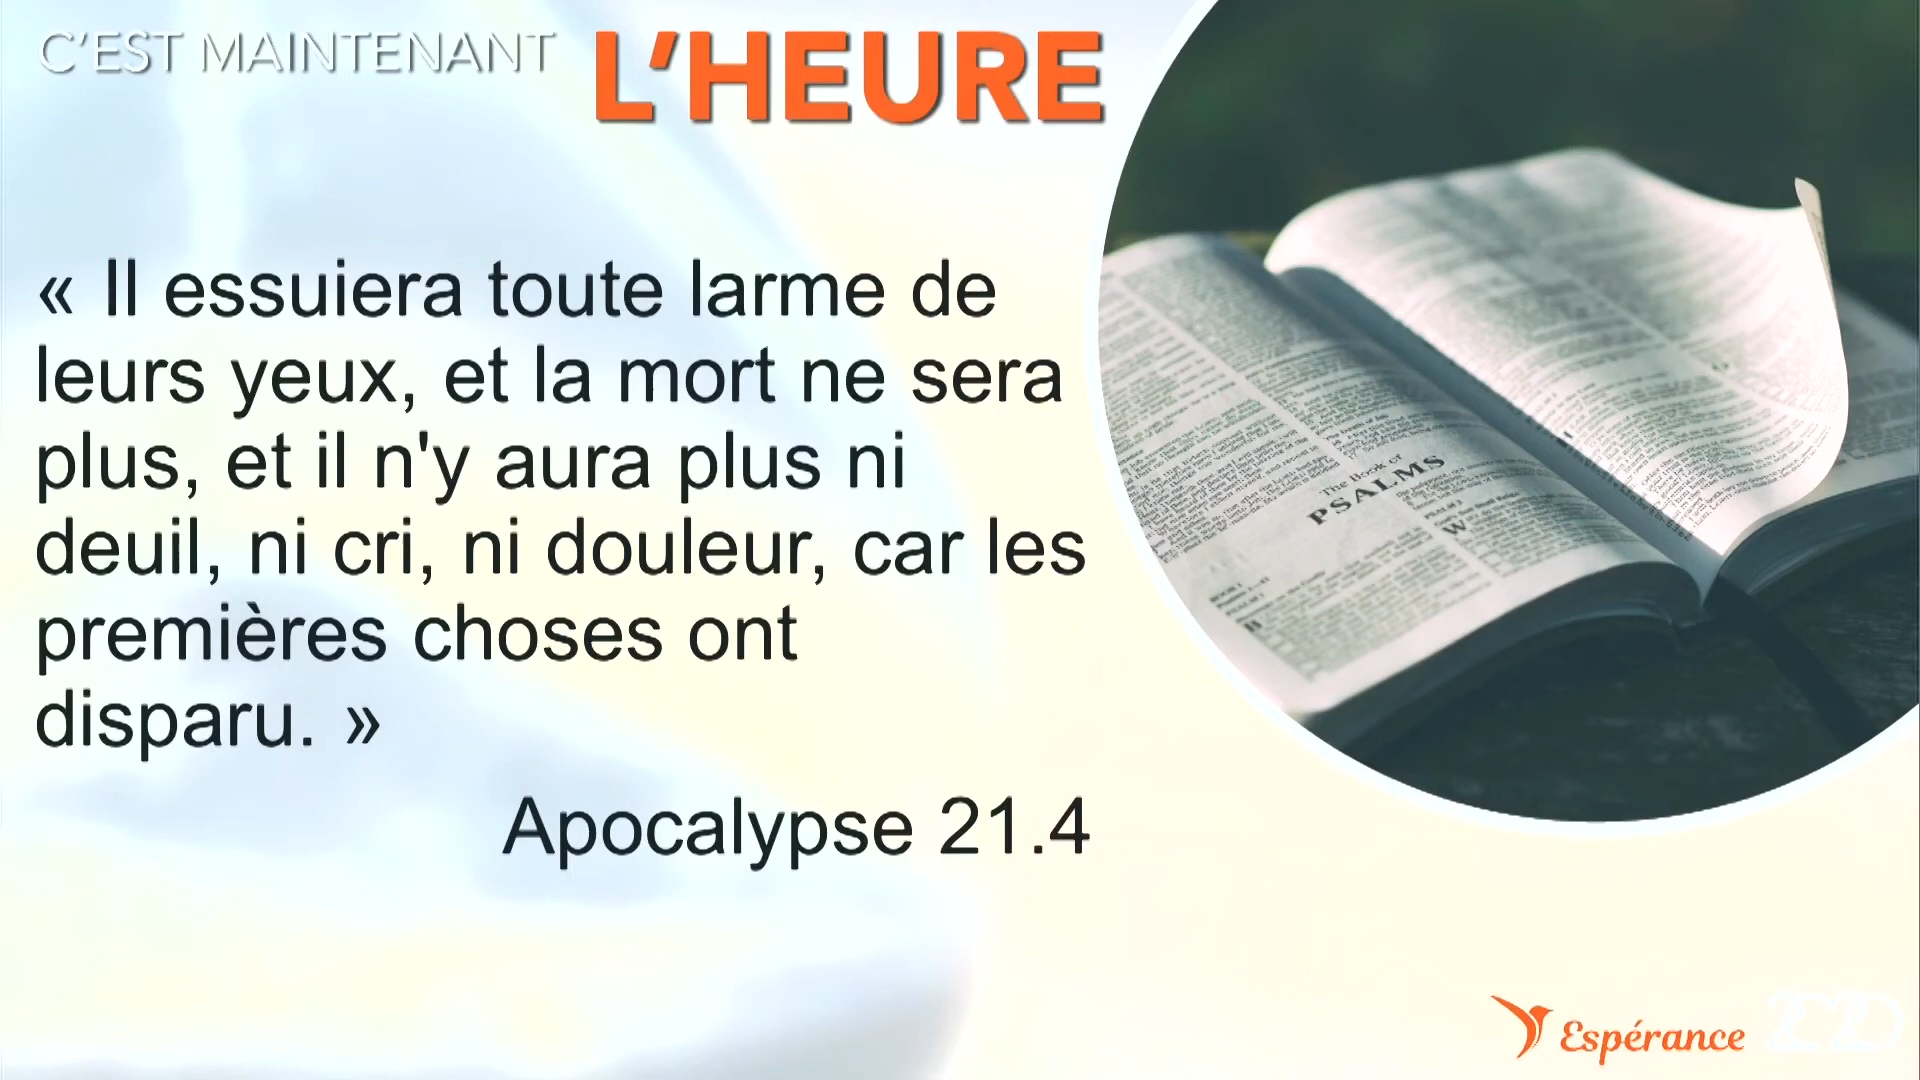 C'EST MAINTENANT L'HEURE
« Il essuiera toute larme de
leurs yeux, et la mort ne sera
plus, et il n'y aura plus ni
deuil, ni cri, ni douleur, car les
premières choses ont
disparu. »
Apocalypse 21.4
The Book of
PSALMS
Espérance 2020